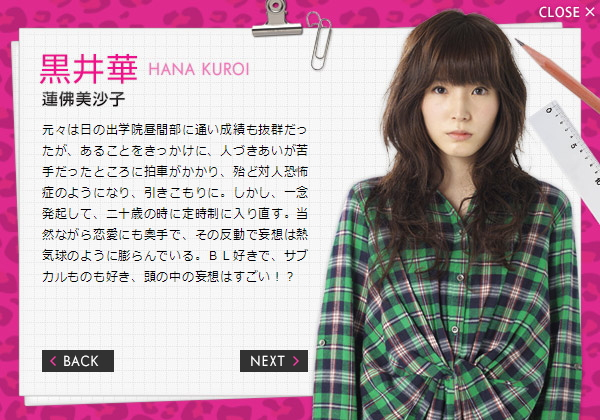 CLOSE ×
黒井華 HANA KUROI
蓮佛美沙子
元々は日の出学院昼間部に通い成績も抜群だっ
たが、あることをきっかけに、人づきあいが苦
手だったところに拍車がかかり、殆ど対人恐怖
症のようになり、引きこもりに。しかし、一念
発起して、二十歳の時に定時制に入り直す。当
然ながら恋愛にも奥手で、その反動で妄想は熱
気球のように膨らんでいる。ＢＬ好きで、サブ
カルものも好き、頭の中の妄想はすごい！？
BACK
NEXT
0
5